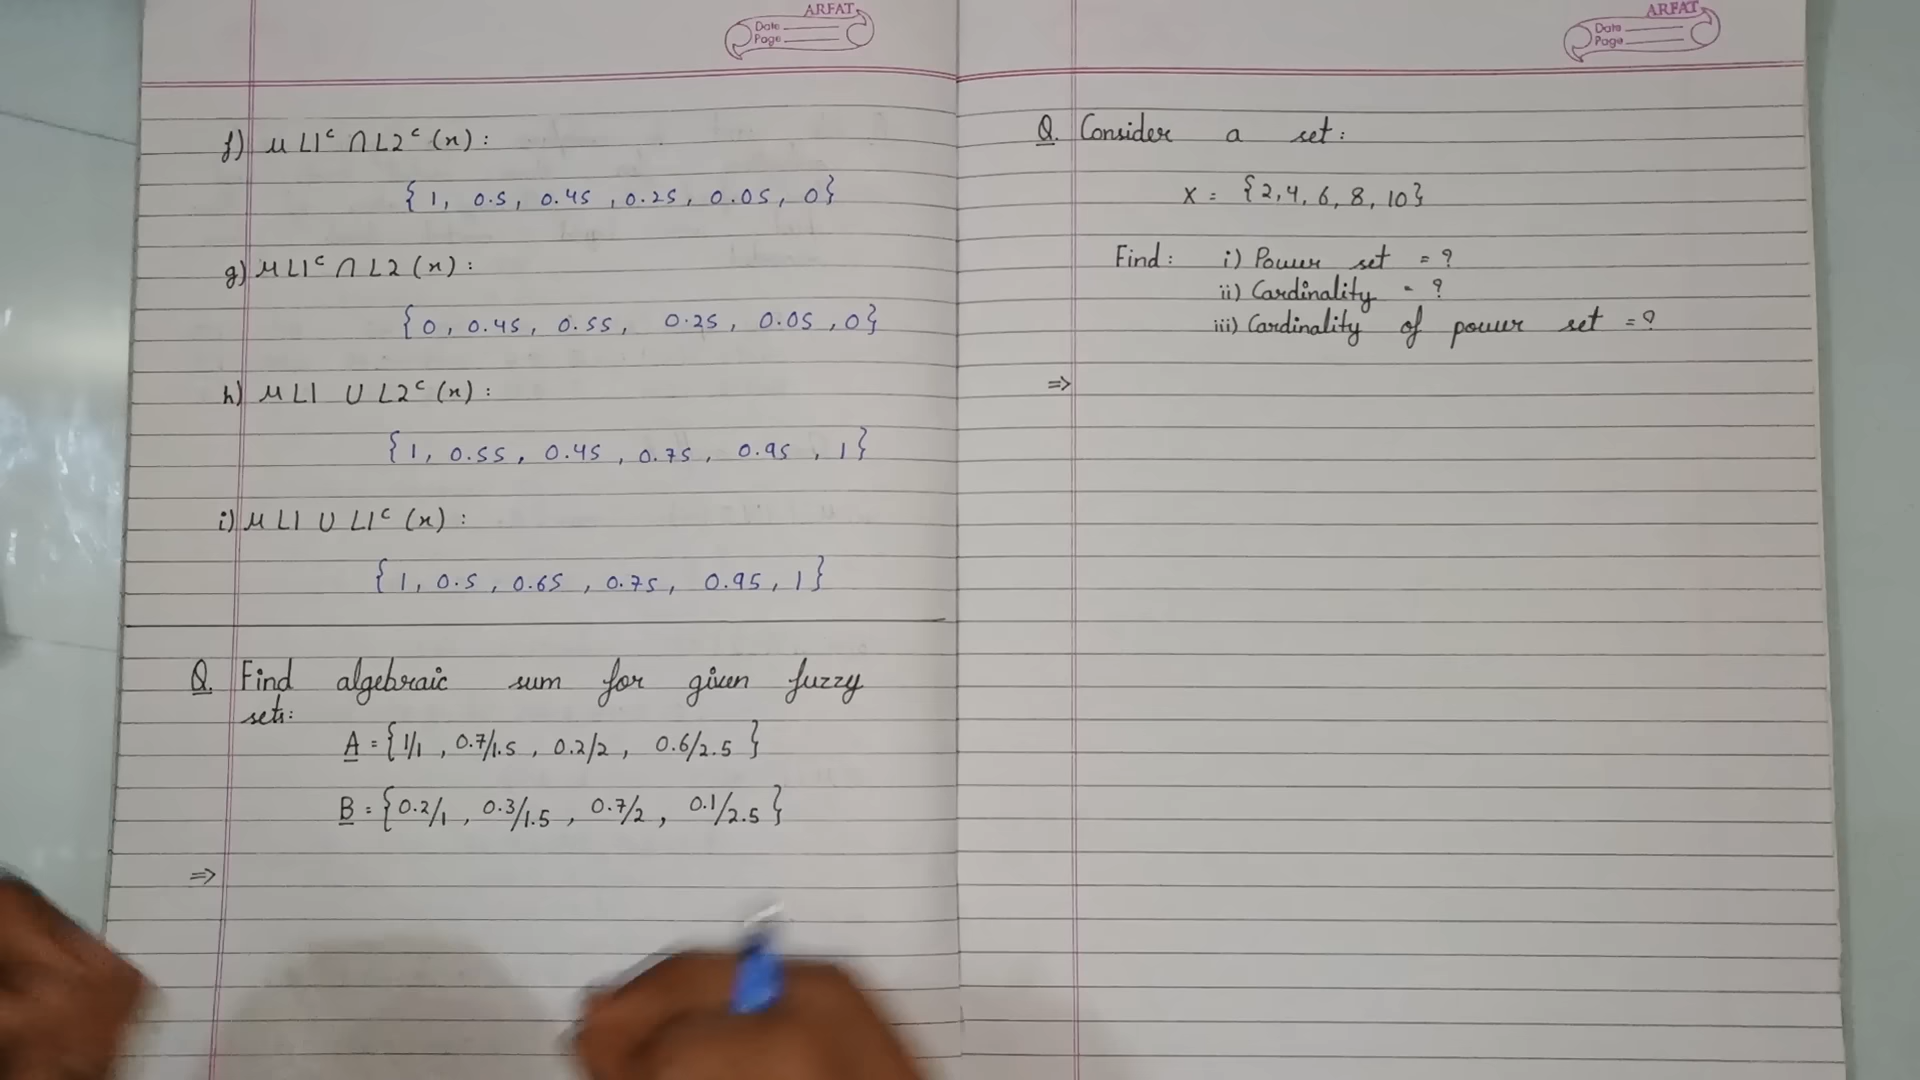 ARFAT
Date
Page
f) μ L1ᶜ ∩ L2ᶜ (x) :
{ 1, 0.5, 0.45 , 0.25, 0.05, 0}
g) μ L1ᶜ ∩ L2 (x) :
{0, 0.45, 0.55, 0.25, 0.05, 0}
h) μ L1 ∪ L2ᶜ (x) :
{ 1, 0.55, 0.45, 0.75, 0.95, 1}
i) μ L1 ∪ L1ᶜ (x) :
{ 1, 0.5, 0.65, 0.75, 0.95, 1}
Q. Find algebraic sum for given fuzzy
sets:
A = {1/1, 0.7/1.5, 0.2/2, 0.6/2.5 }
B = {0.2/1, 0.3/1.5, 0.7/2, 0.1/2.5}
⇒
ARFAT
Date
Page
Q. Consider a set:
X = {2,4, 6, 8, 10}
Find: i) Power set = ?
ii) Cardinality = ?
iii) Cardinality of power set = ?
⇒